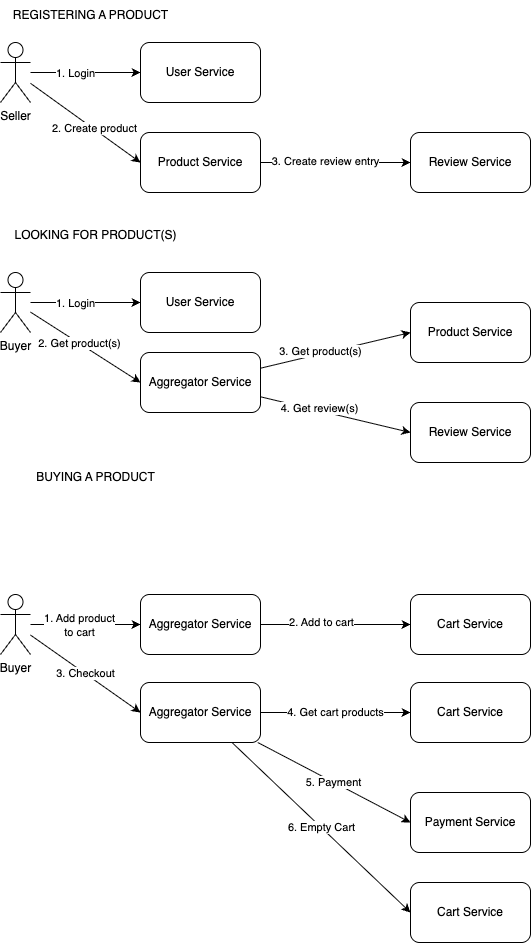 REGISTERING A PRODUCT
1. Login
User Service
Seller
2. Create product
Product Service
3. Create review entry
Review Service
LOOKING FOR PRODUCT(S)
1. Login
User Service
Buyer
2. Get product(s)
Aggregator Service
3. Get product(s)
Product Service
4. Get review(s)
Review Service
BUYING A PRODUCT
1. Add product
to cart
Aggregator Service
2. Add to cart
Cart Service
Buyer
3. Checkout
Aggregator Service
4. Get cart products
Cart Service
5. Payment
Payment Service
6. Empty Cart
Cart Service